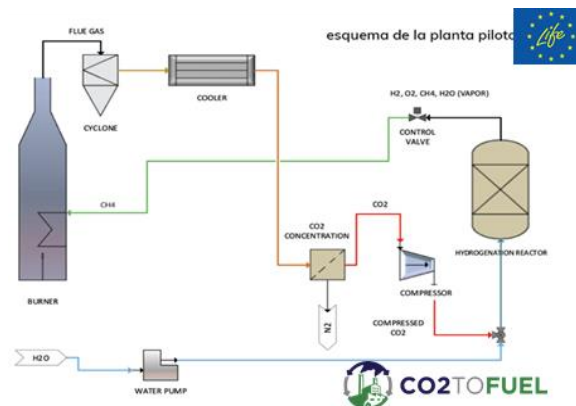 FLUE GAS
esquema de la planta piloto
Life
CYCLONE
COOLER
H2, O2, CH4, H2O (VAPOR)
CONTROL
VALVE
CH4
CO2
CONCENTRATION
CO2
HYDROGENATION REACTOR
BURNER
COMPRESSOR
N2
COMPRESSED
CO2
H2O
WATER PUMP
CO2TOFUEL